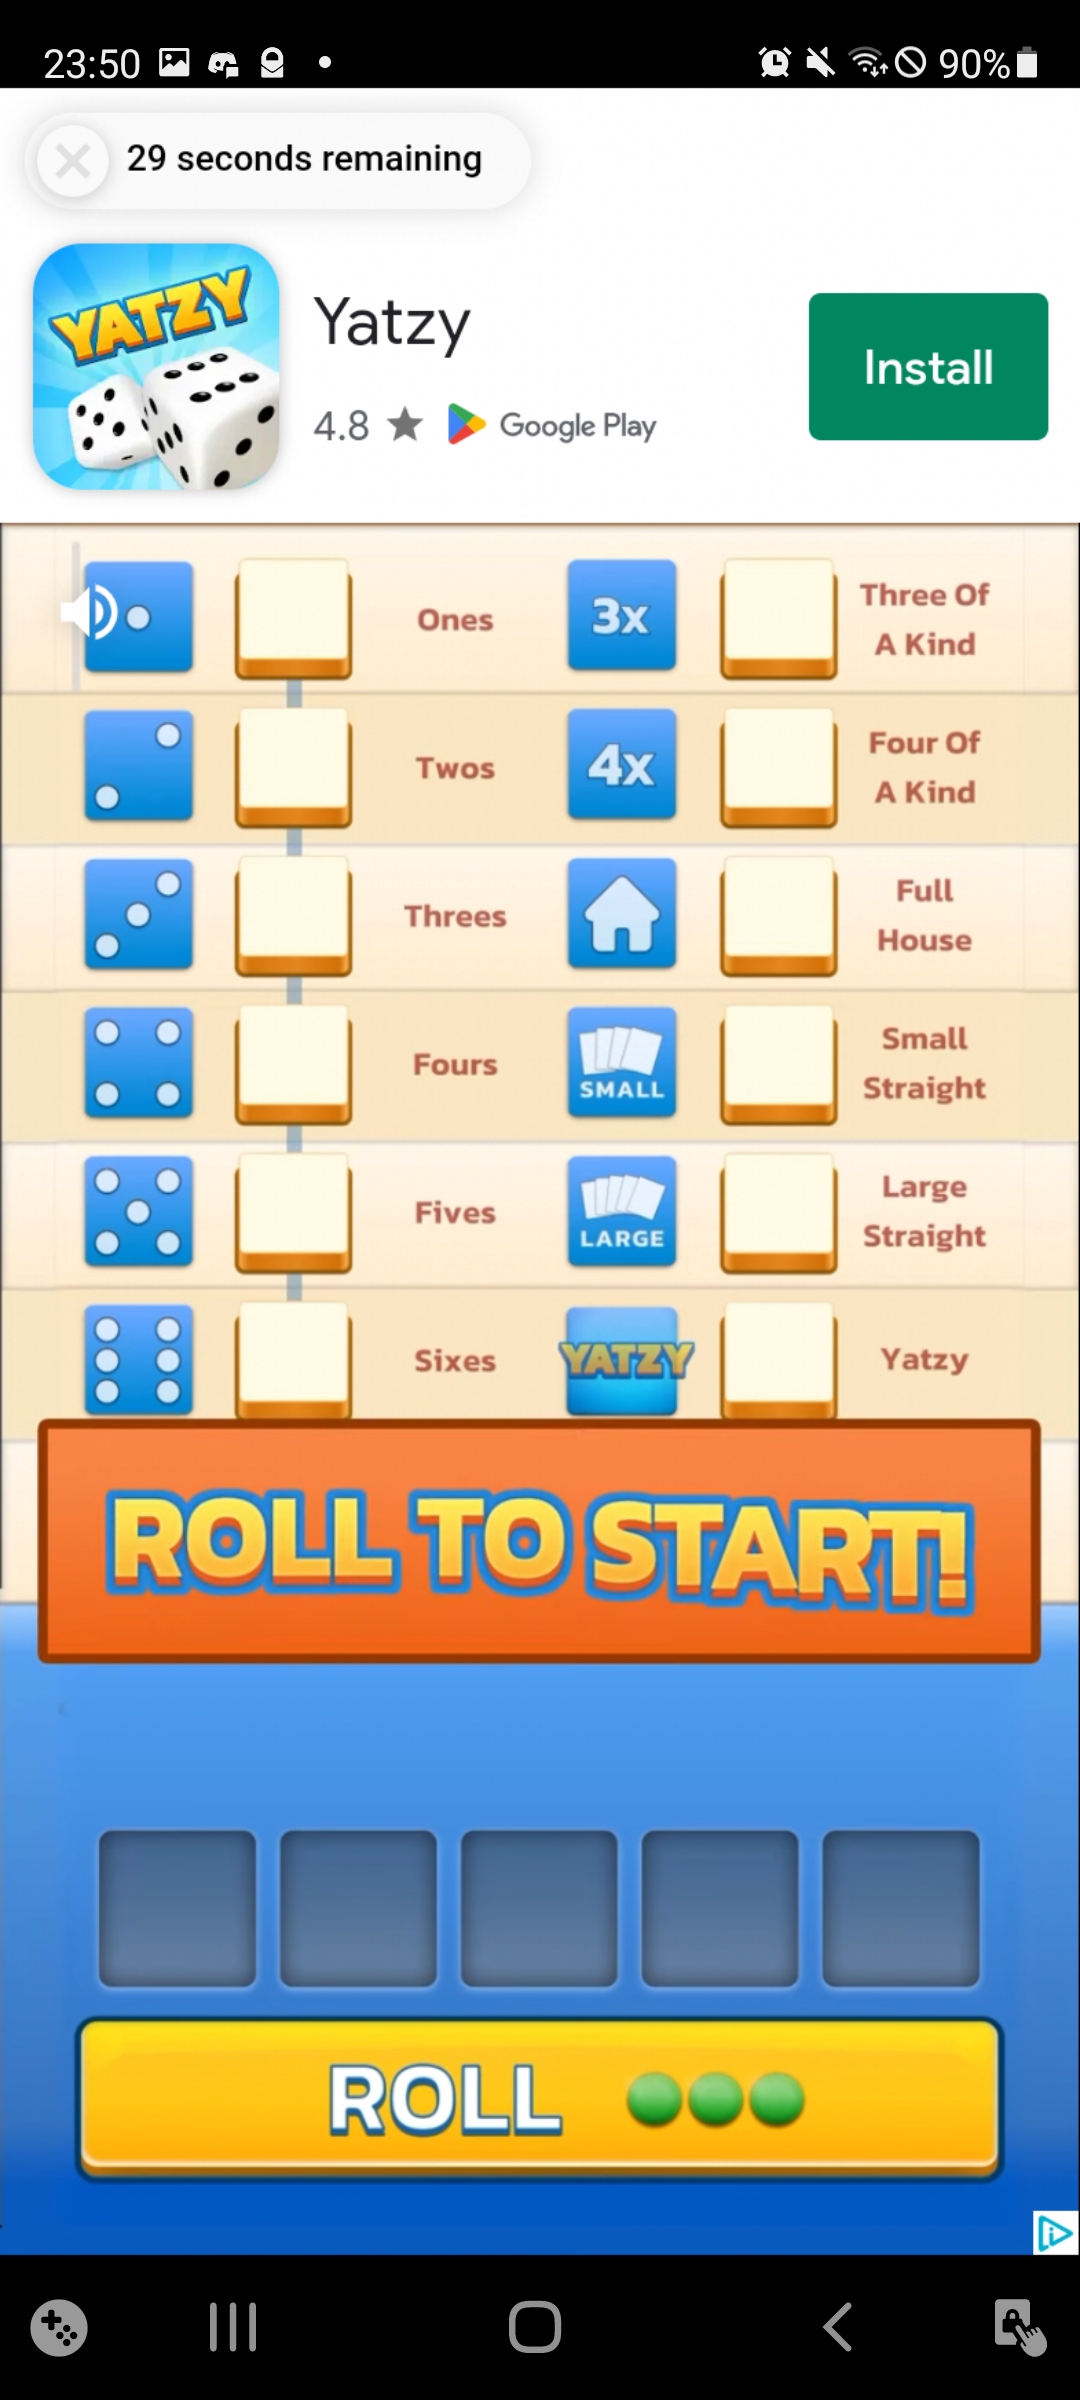 23:50
90%
29 seconds remaining
YATZY
Yatzy
4.8
Google Play
Install
Ones
3x
Three Of
A Kind
Twos
4x
Four Of
A Kind
Threes
Full
House
Fours
SMALL
Small
Straight
Fives
LARGE
Large
Straight
Sixes
YATZY
Yatzy
ROLL TO START!
ROLL